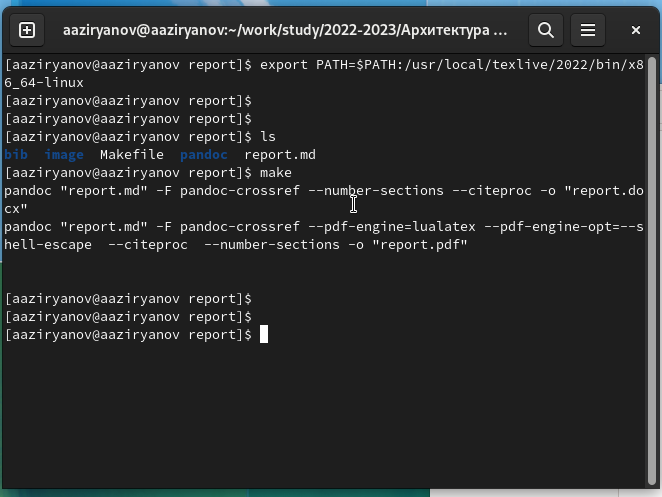 aaziryanov@aaziryanov:~/work/study/2022-2023/Архитектура ...
[aaziryanov@aaziryanov report]$ export PATH=$PATH:/usr/local/texlive/2022/bin/x8
6_64-linux
[aaziryanov@aaziryanov report]$
[aaziryanov@aaziryanov report]$
[aaziryanov@aaziryanov report]$ ls
bib  image  Makefile  pandoc  report.md
[aaziryanov@aaziryanov report]$ make
pandoc "report.md" -F pandoc-crossref --number-sections --citeproc -o "report.do
cx"
pandoc "report.md" -F pandoc-crossref --pdf-engine=lualatex --pdf-engine-opt=--s
hell-escape  --citeproc  --number-sections -o "report.pdf"
[aaziryanov@aaziryanov report]$
[aaziryanov@aaziryanov report]$
[aaziryanov@aaziryanov report]$